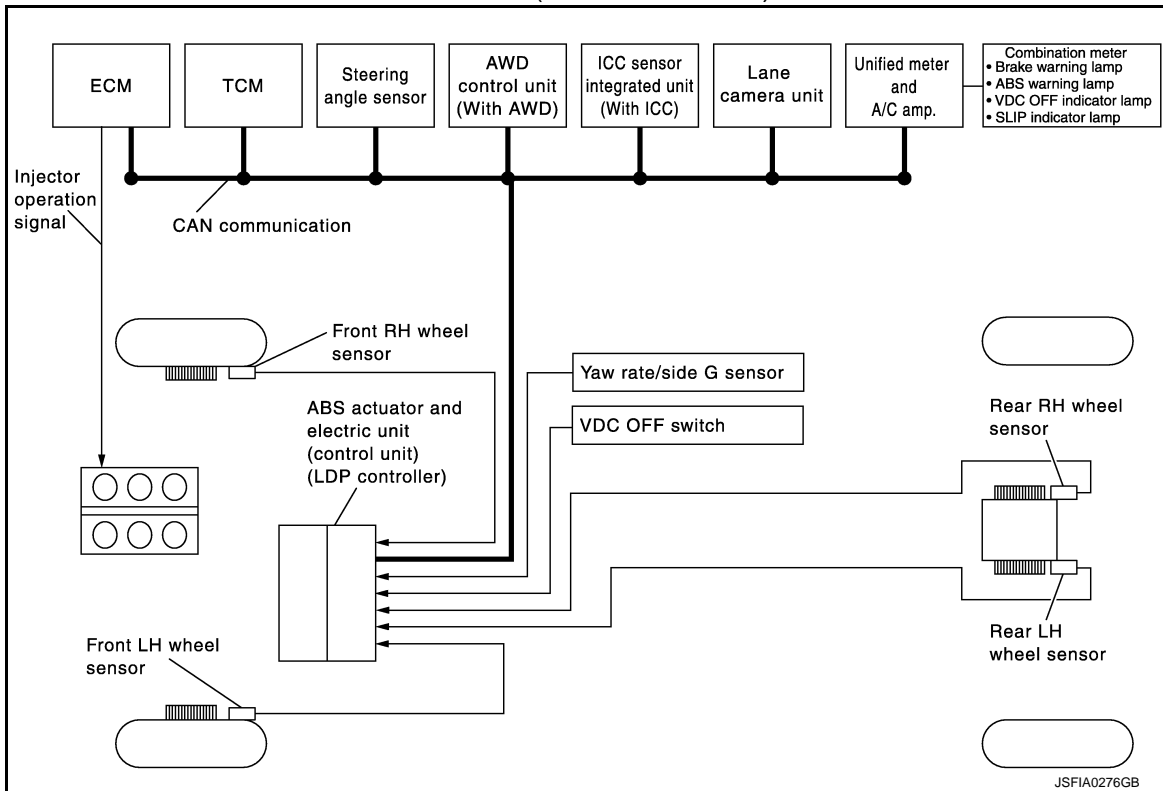 ECM
TCM
Steering
angle sensor
AWD
control unit
(With AWD)
ICC sensor
integrated unit
(With ICC)
Lane
camera unit
Unified meter
and
A/C amp.
Combination meter
• Brake warning lamp
• ABS warning lamp
• VDC OFF indicator lamp
• SLIP indicator lamp
Injector
operation
signal
CAN communication
Front RH wheel
sensor
Yaw rate/side G sensor
VDC OFF switch
ABS actuator and
electric unit
(control unit)
(LDP controller)
Rear RH wheel
sensor
Front LH wheel
sensor
Rear LH
wheel sensor
JSFIA0276GB